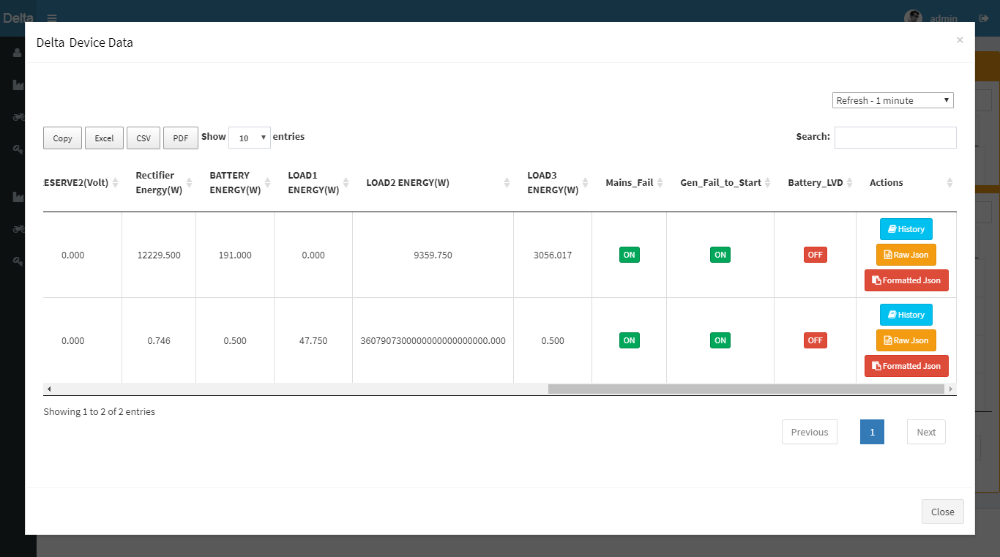 Delta
admin
Delta Device Data
×
Refresh - 1 minute
Copy Excel CSV PDF Show 10 entries Search:
ESERVE2(Volt) Rectifier Energy(W) BATTERY ENERGY(W) LOAD1 ENERGY(W) LOAD2 ENERGY(W) LOAD3 ENERGY(W) Mains_Fail Gen_Fail_to_Start Battery_LVD Actions
0.000 12229.500 191.000 0.000 9359.750 3056.017 ON ON OFF
History
Raw Json
Formatted Json
0.000 0.746 0.500 47.750 3607907300000000000000000.000 0.500 ON ON OFF
History
Raw Json
Formatted Json
Showing 1 to 2 of 2 entries
Previous 1 Next
Close